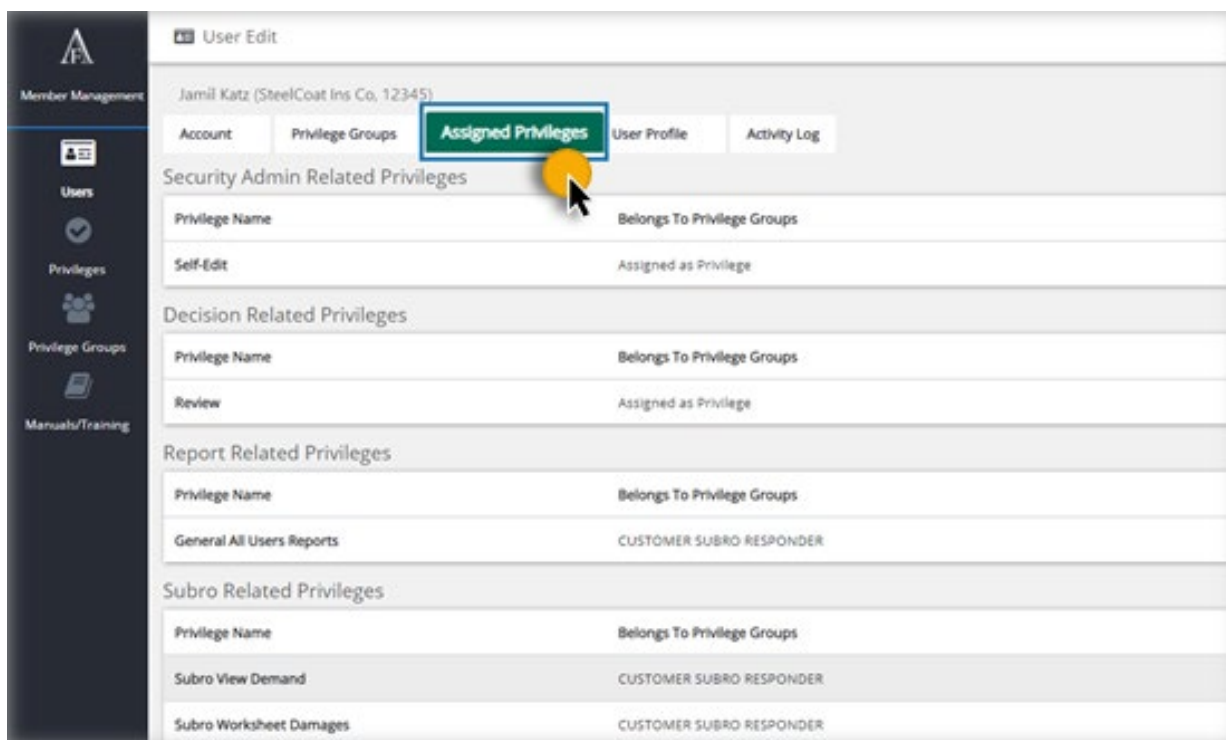 AF
Member Management
Users
Privileges
Privilege Groups
Manuals/Training
User Edit
Jamil Katz (SteelCoat Ins Co, 12345)
Account Privilege Groups Assigned Privileges User Profile Activity Log
Security Admin Related Privileges
Privilege Name Belongs To Privilege Groups
Self-Edit Assigned as Privilege
Decision Related Privileges
Privilege Name Belongs To Privilege Groups
Review Assigned as Privilege
Report Related Privileges
Privilege Name Belongs To Privilege Groups
General All Users Reports CUSTOMER SUBRO RESPONDER
Subro Related Privileges
Privilege Name Belongs To Privilege Groups
Subro View Demand CUSTOMER SUBRO RESPONDER
Subro Worksheet Damages CUSTOMER SUBRO RESPONDER